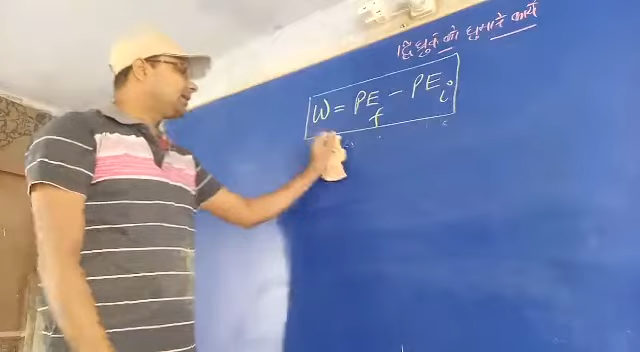 द्विध्रुव को घुमाने कार्य
W = PE_f - PE_i